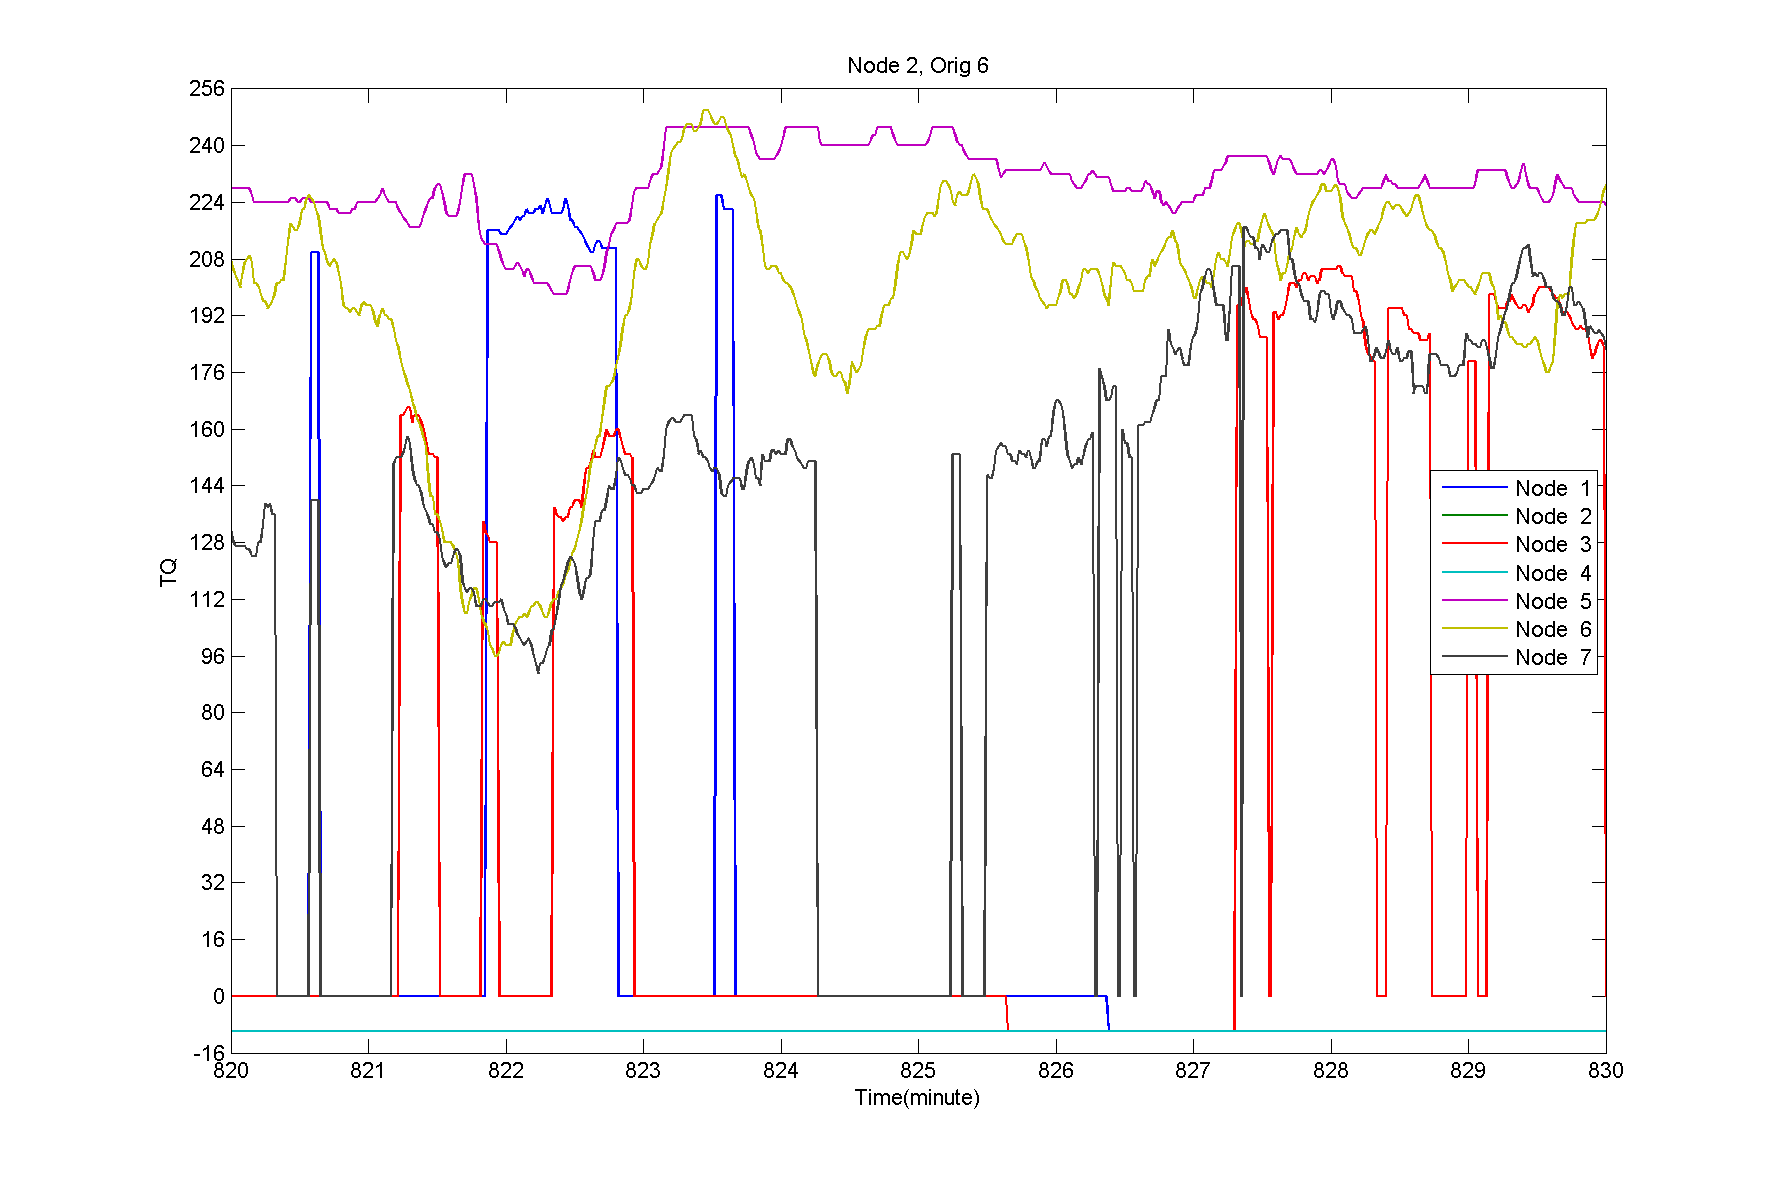 Node 2, Orig 6
256
240
224
208
192
176
160
144
128
112
96
80
64
48
32
16
0
-16
TQ
Node 1
Node 2
Node 3
Node 4
Node 5
Node 6
Node 7
820 821 822 823 824 825 826 827 828 829 830
Time(minute)